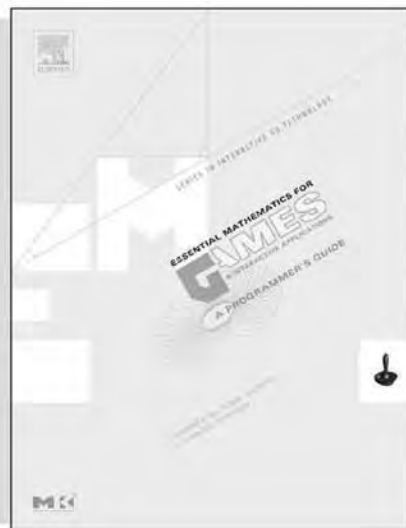 ELSEVIER
SERIES IN INTERACTIVE 3D TECHNOLOGY
ESSENTIAL MATHEMATICS FOR
GAMES
& INTERACTIVE APPLICATIONS
A PROGRAMMER'S GUIDE
MK